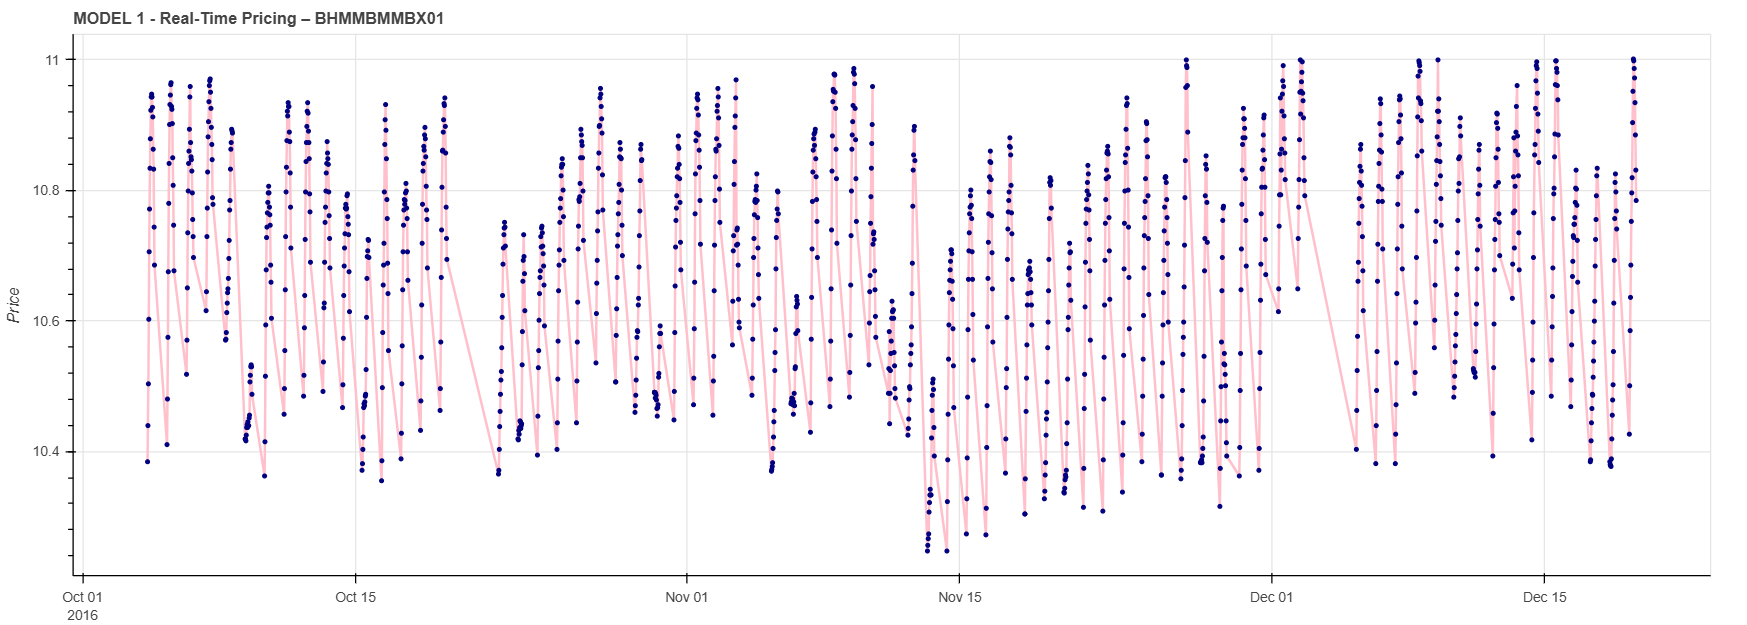 MODEL 1 - Real-Time Pricing – BHMMBMMBX01
11
10.8
10.6
10.4
Price
Oct 01
2016
Oct 15
Nov 01
Nov 15
Dec 01
Dec 15